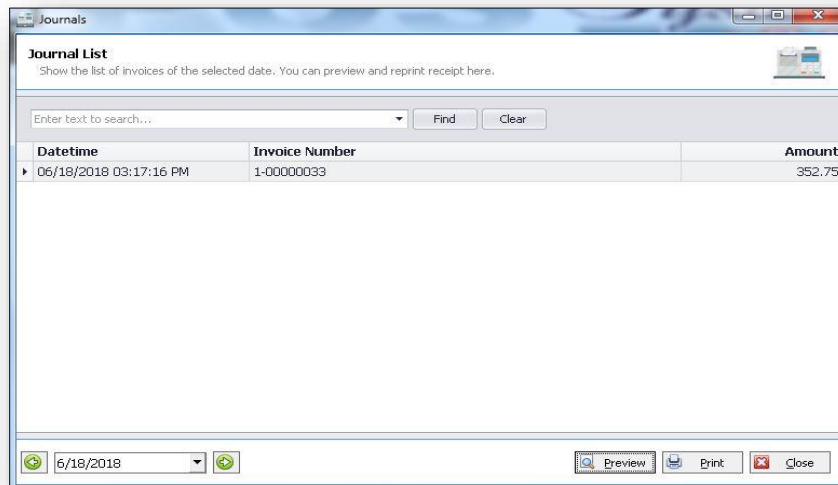 Journals
Journal List
Show the list of invoices of the selected date. You can preview and reprint receipt here.
Enter text to search... Find Clear
Datetime Invoice Number Amount
06/18/2018 03:17:16 PM 1-00000033 352.75
6/18/2018 Preview Print Close